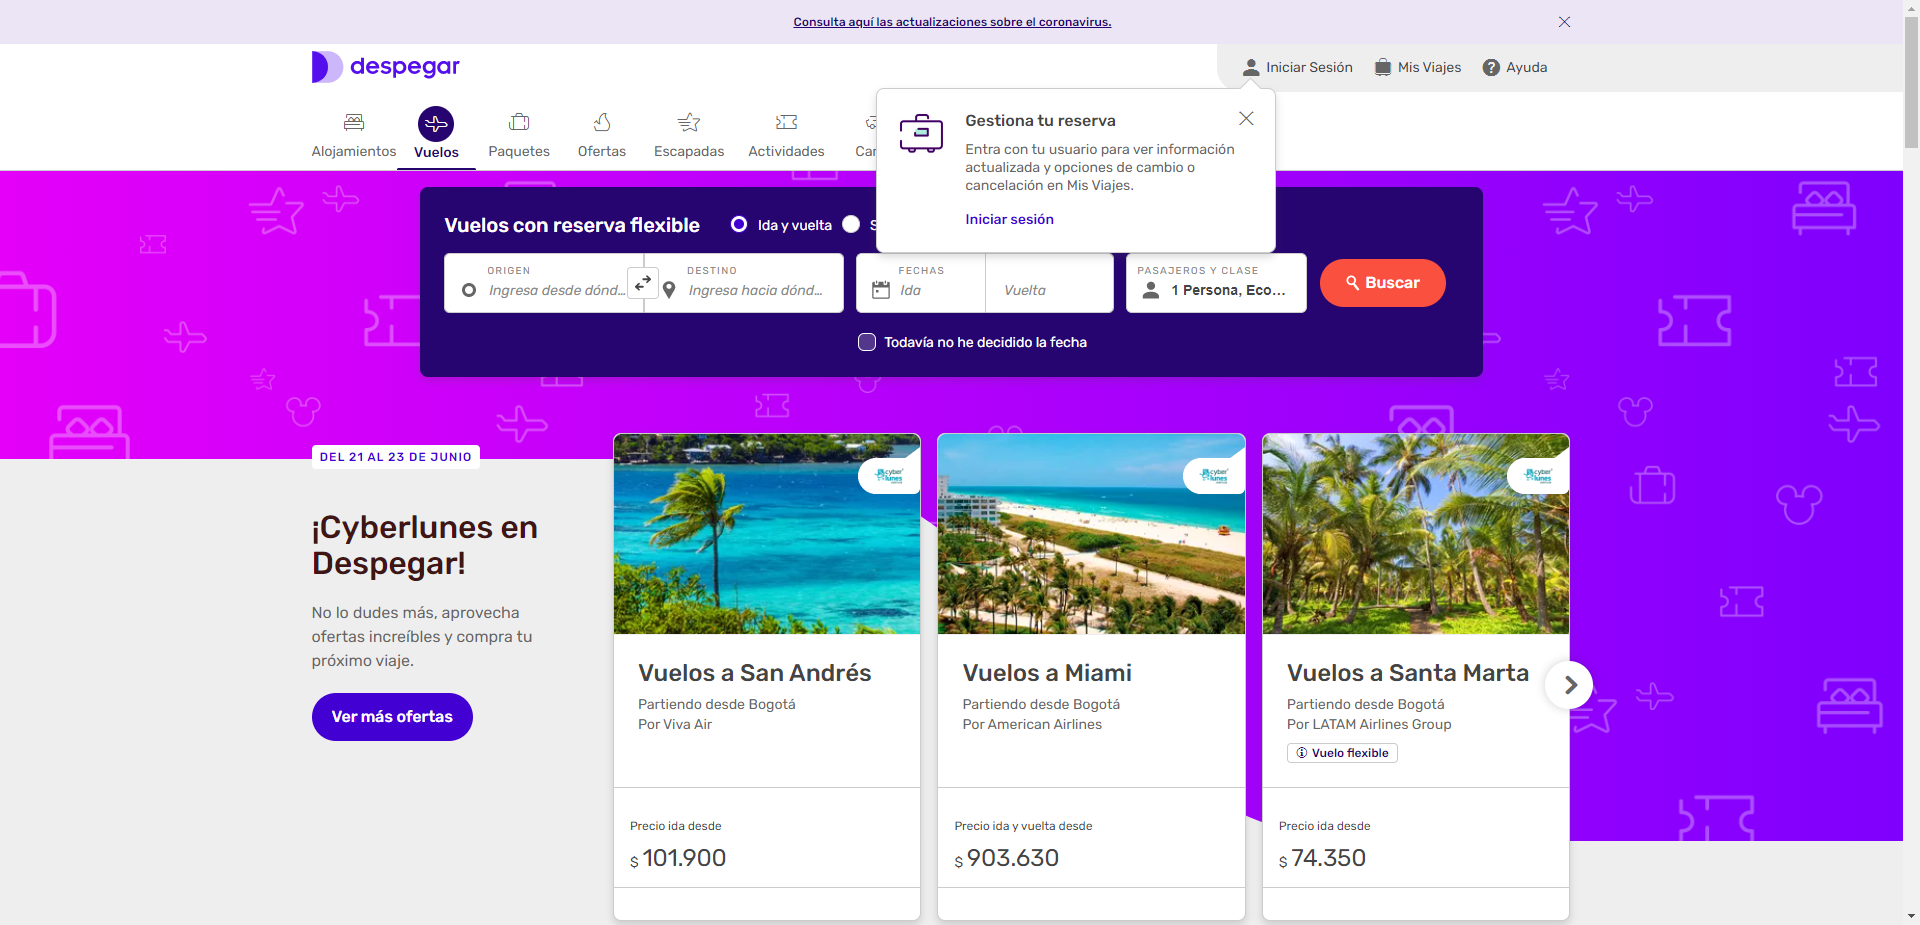 Consulta aquí las actualizaciones sobre el coronavirus.
despegar
Iniciar Sesión
Mis Viajes
Ayuda
Alojamientos
Vuelos
Paquetes
Ofertas
Escapadas
Actividades
Gestiona tu reserva
Entra con tu usuario para ver información
actualizada y opciones de cambio o
cancelación en Mis Viajes.
Iniciar sesión
Vuelos con reserva flexible
Ida y vuelta
ORIGEN
Ingresa desde dónd...
DESTINO
Ingresa hacia dónd...
FECHAS
Ida
Vuelta
PASAJEROS Y CLASE
1 Persona, Eco...
Buscar
Todavía no he decidido la fecha
DEL 21 AL 23 DE JUNIO
¡Cyberlunes en
Despegar!
No lo dudes más, aprovecha
ofertas increíbles y compra tu
próximo viaje.
Ver más ofertas
cyber
lunes
Vuelos a San Andrés
Partiendo desde Bogotá
Por Viva Air
Precio ida desde
$ 101.900
cyber
lunes
Vuelos a Miami
Partiendo desde Bogotá
Por American Airlines
Precio ida y vuelta desde
$ 903.630
cyber
lunes
Vuelos a Santa Marta
Partiendo desde Bogotá
Por LATAM Airlines Group
Vuelo flexible
Precio ida desde
$ 74.350